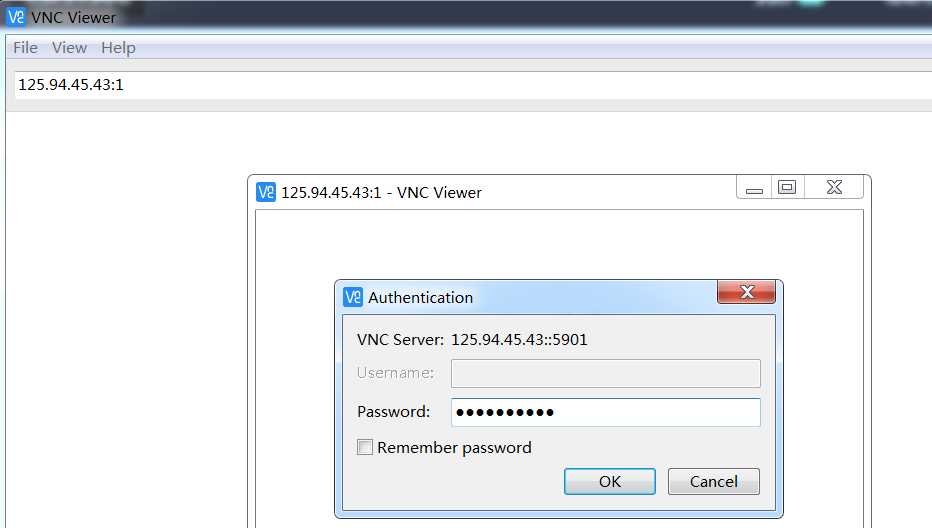 VNC Viewer
File View Help
125.94.45.43:1
125.94.45.43:1 - VNC Viewer
Authentication
VNC Server: 125.94.45.43::5901
Username:
Password: ●●●●●●●●●●
Remember password
OK Cancel